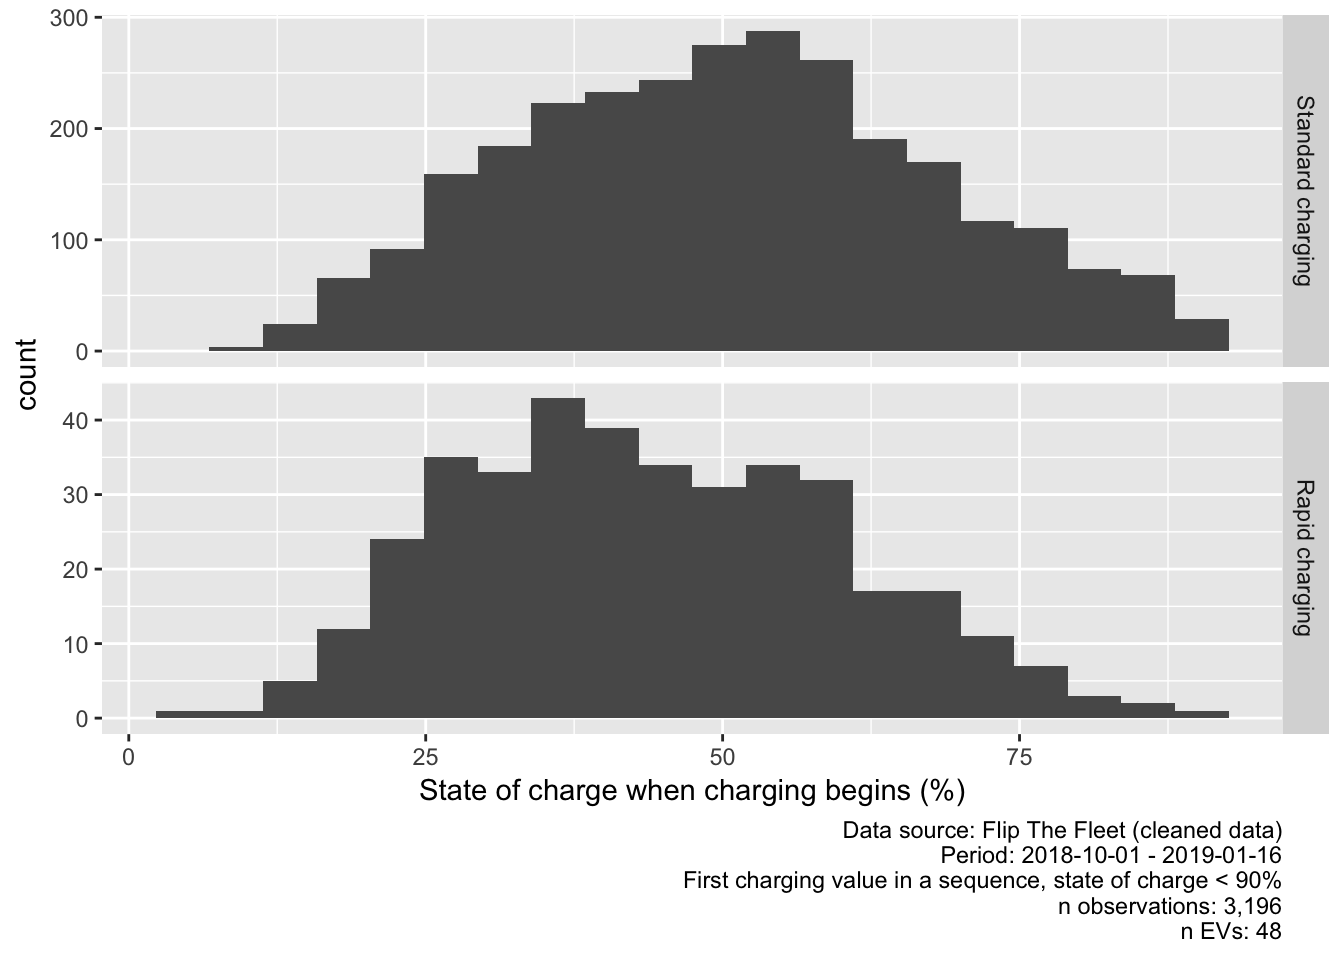 300
200
100
0
Standard charging
count
40
30
20
10
0
Rapid charging
0 25 50 75
State of charge when charging begins (%)
Data source: Flip The Fleet (cleaned data)
Period: 2018-10-01 - 2019-01-16
First charging value in a sequence, state of charge < 90%
n observations: 3,196
n EVs: 48